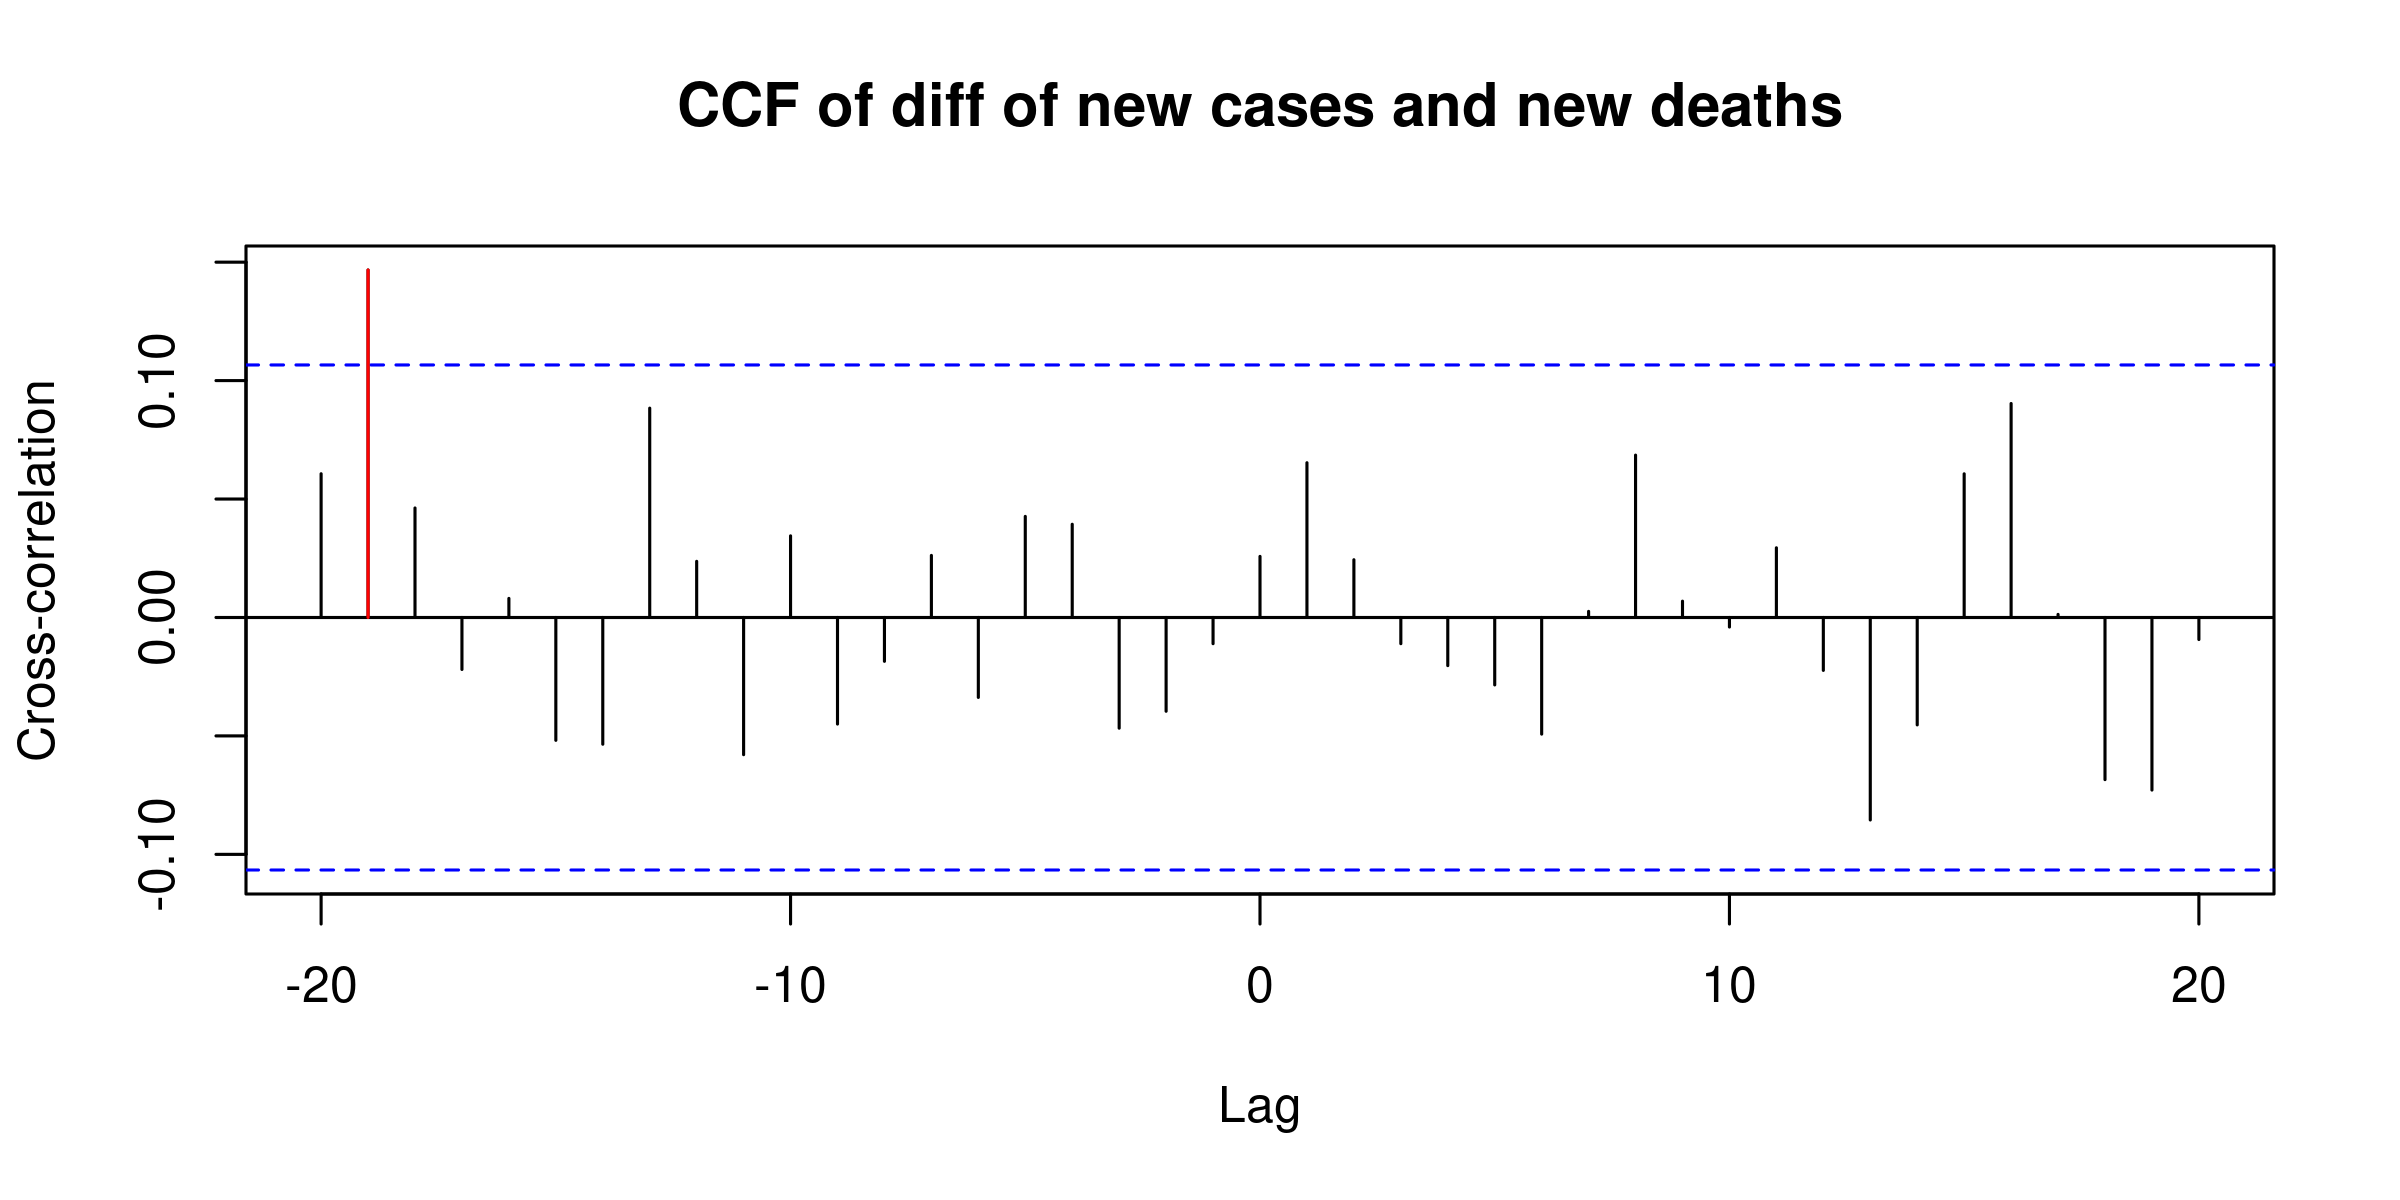 CCF of diff of new cases and new deaths
Cross-correlation
0.10
0.00
-0.10
-20 -10 0 10 20
Lag